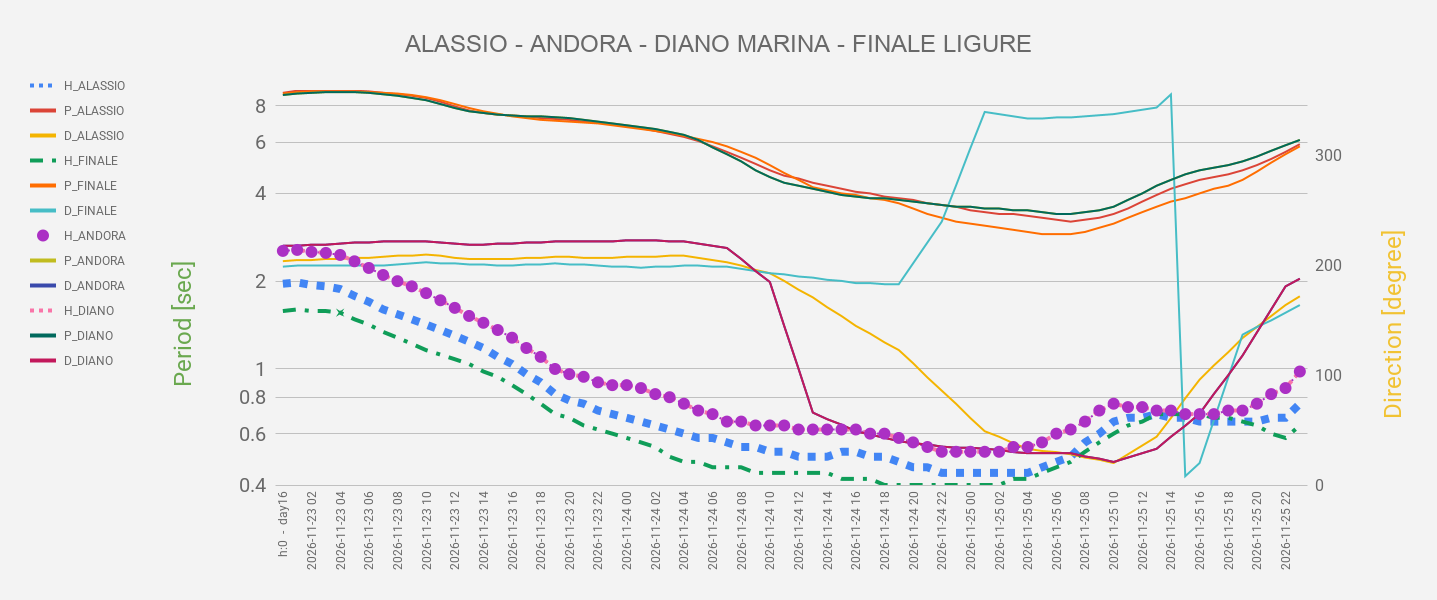 ALASSIO - ANDORA - DIANO MARINA - FINALE LIGURE
H_ALASSIO
P_ALASSIO
D_ALASSIO
H_FINALE
P_FINALE
D_FINALE
H_ANDORA
P_ANDORA
D_ANDORA
H_DIANO
P_DIANO
D_DIANO
Period [sec]
8
6
4
2
1
0.8
0.6
0.4
300
200
100
0
Direction [degree]
h:0 - day16
2026-11-23 02
2026-11-23 04
2026-11-23 06
2026-11-23 08
2026-11-23 10
2026-11-23 12
2026-11-23 14
2026-11-23 16
2026-11-23 18
2026-11-23 20
2026-11-23 22
2026-11-24 00
2026-11-24 02
2026-11-24 04
2026-11-24 06
2026-11-24 08
2026-11-24 10
2026-11-24 12
2026-11-24 14
2026-11-24 16
2026-11-24 18
2026-11-24 20
2026-11-24 22
2026-11-25 00
2026-11-25 02
2026-11-25 04
2026-11-25 06
2026-11-25 08
2026-11-25 10
2026-11-25 12
2026-11-25 14
2026-11-25 16
2026-11-25 18
2026-11-25 20
2026-11-25 22